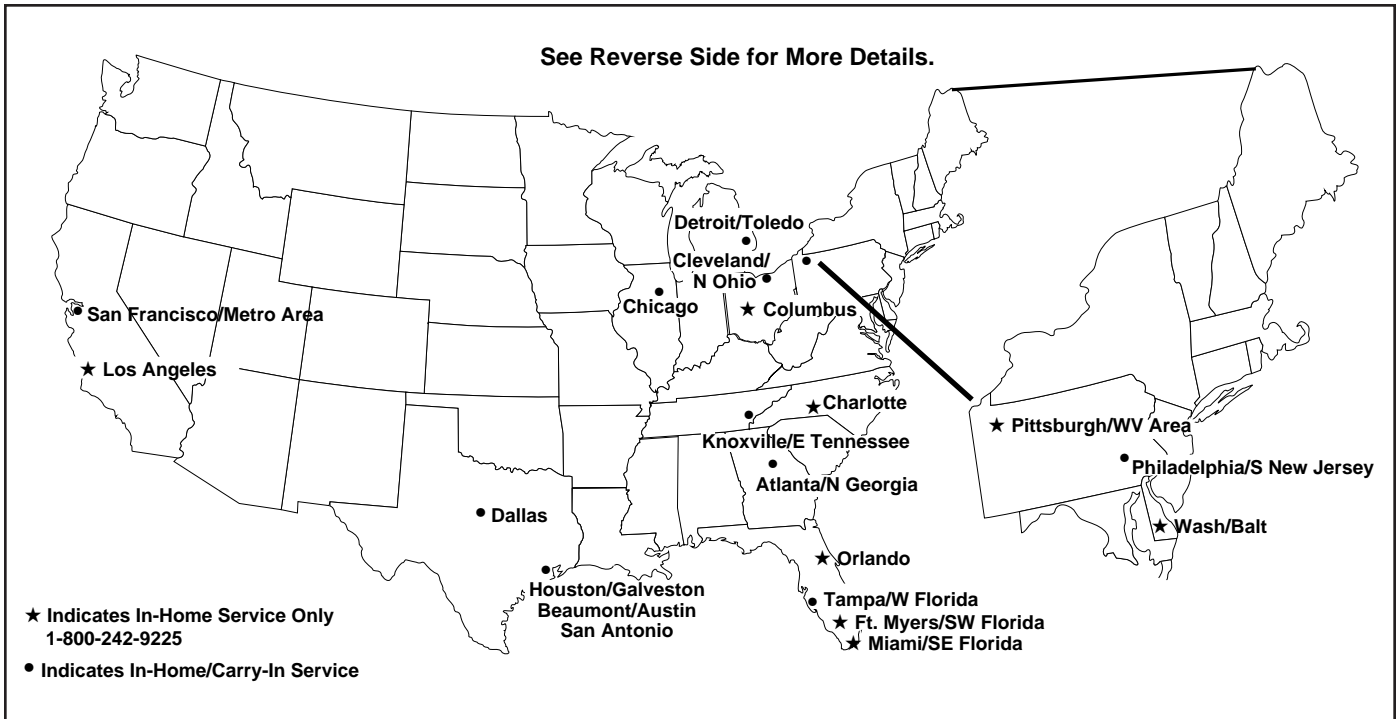 See Reverse Side for More Details.
Detroit/Toledo
Cleveland/
N Ohio
Chicago
★ Columbus
San Francisco/Metro Area
★ Los Angeles
★ Charlotte
Knoxville/E Tennessee
Atlanta/N Georgia
★ Pittsburgh/WV Area
Philadelphia/S New Jersey
★ Wash/Balt
Dallas
★ Orlando
Houston/Galveston
Beaumont/Austin
San Antonio
Tampa/W Florida
★ Ft. Myers/SW Florida
★ Miami/SE Florida
★ Indicates In-Home Service Only
1-800-242-9225
• Indicates In-Home/Carry-In Service